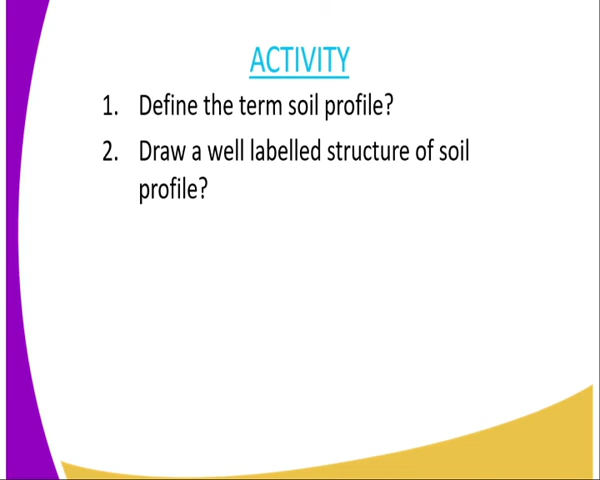 ACTIVITY
1. Define the term soil profile?
2. Draw a well labelled structure of soil
profile?